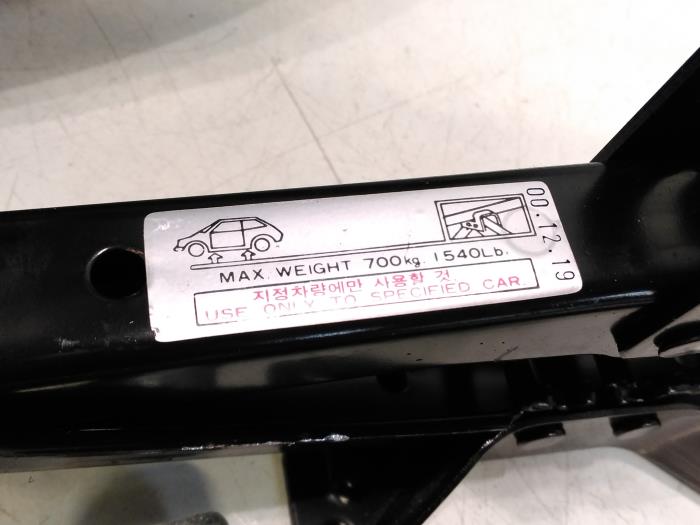 MAX. WEIGHT 700kg. 1540Lb.
지정차량에만 사용할 것
USE ONLY TO SPECIFIED CAR.
00.12.19